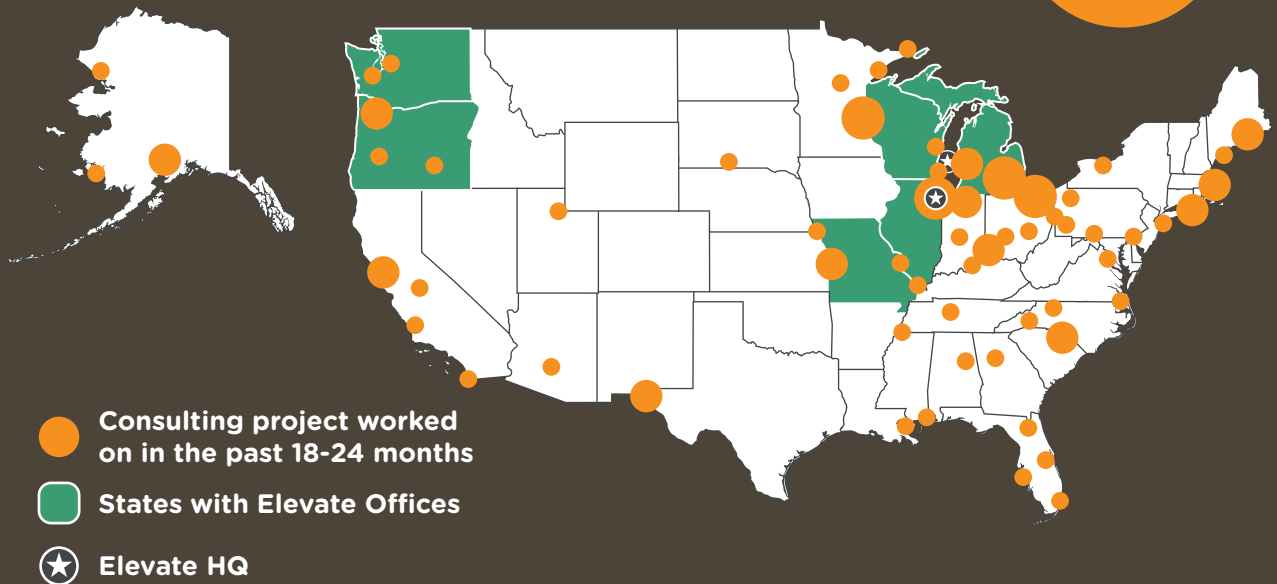 Consulting project worked
on in the past 18-24 months
States with Elevate Offices
Elevate HQ